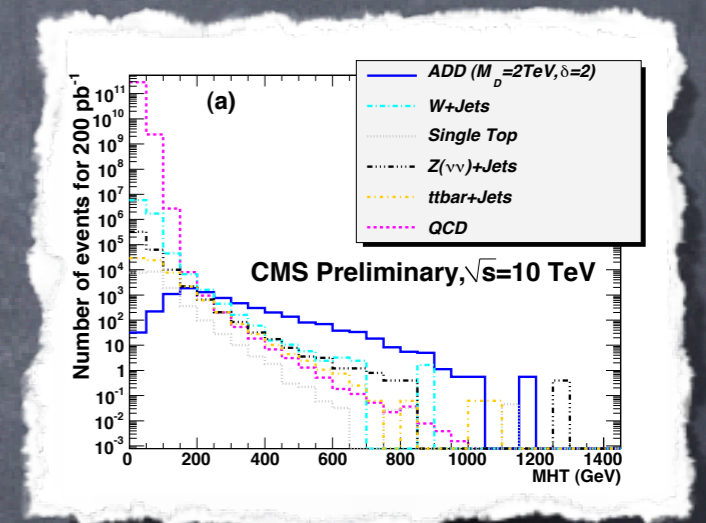 (a)
ADD (M_D=2TeV,δ=2)
W+Jets
Single Top
Z(νν)+Jets
ttbar+Jets
QCD
CMS Preliminary,√s=10 TeV
Number of events for 200 pb⁻¹
10¹¹
10¹⁰
10⁹
10⁸
10⁷
10⁶
10⁵
10⁴
10³
10²
10
1
10⁻¹
10⁻²
10⁻³
0 200 400 600 800 1000 1200 1400
MHT (GeV)